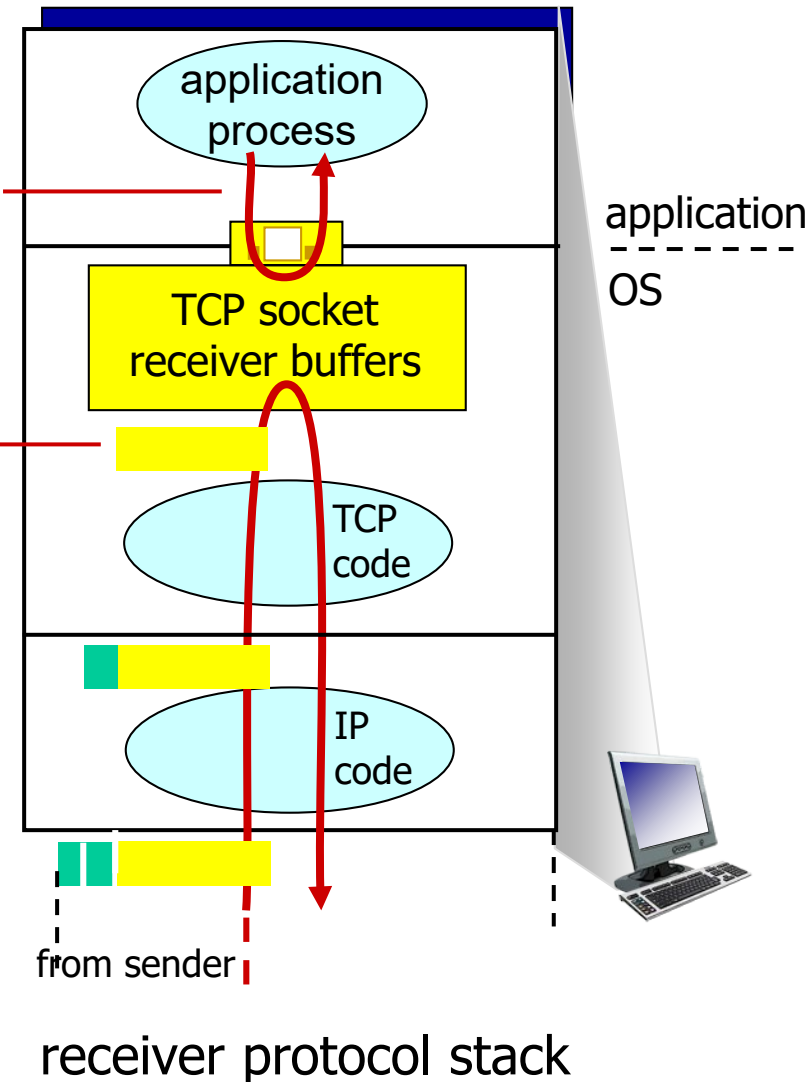 application
process
application
OS
TCP socket
receiver buffers
TCP
code
IP
code
from sender
receiver protocol stack